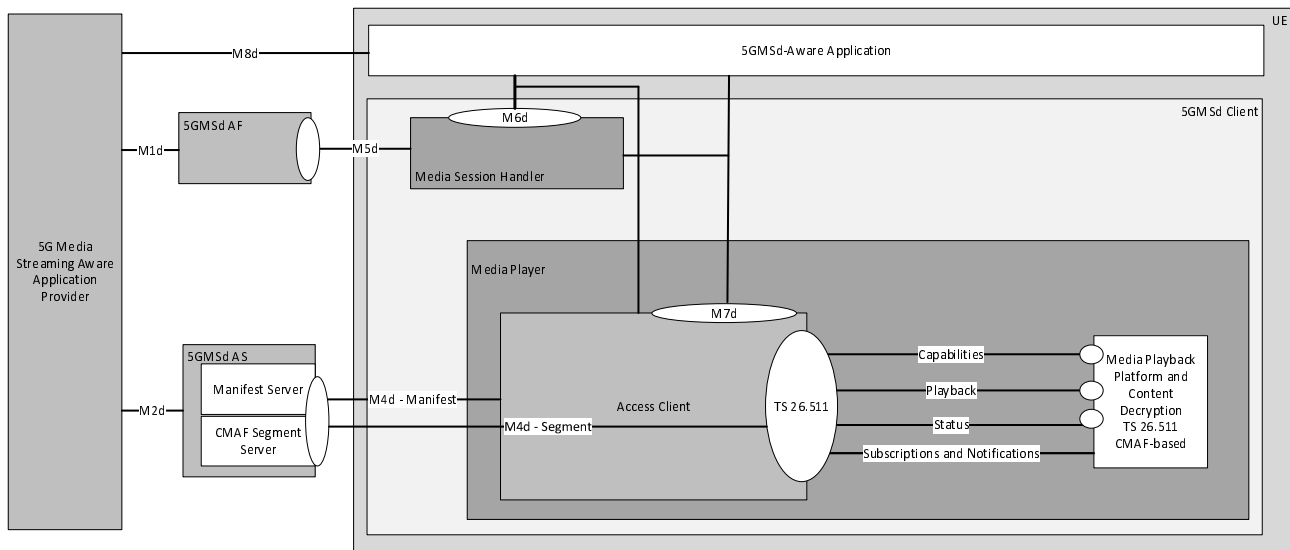 UE
5GMSd-Aware Application
M8d
5GMSd Client
M6d
5GMSd AF
M1d
M5d
Media Session Handler
5G Media
Streaming Aware
Application
Provider
Media Player
M7d
5GMSd AS
Manifest Server
CMAF Segment
Server
M2d
M4d - Manifest
M4d - Segment
Access Client
TS 26.511
Capabilities
Playback
Status
Subscriptions and Notifications
Media Playback
Platform and
Content
Decryption
TS 26.511
CMAF-based